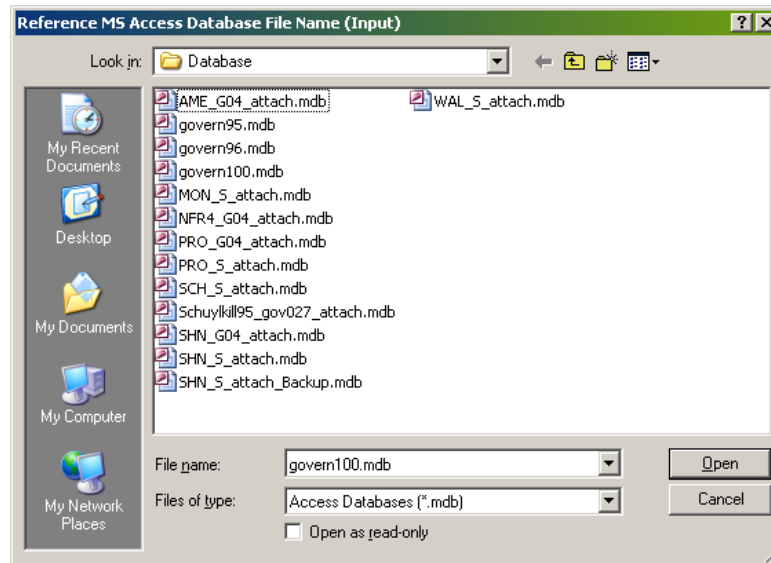 Reference MS Access Database File Name (Input)
Look in: Database
My Recent
Documents
Desktop
My Documents
My Computer
My Network
Places
AME_G04_attach.mdb
govern95.mdb
govern96.mdb
govern100.mdb
MON_S_attach.mdb
NFR4_G04_attach.mdb
PRO_G04_attach.mdb
PRO_S_attach.mdb
SCH_S_attach.mdb
Schuylkill95_gov027_attach.mdb
SHN_G04_attach.mdb
SHN_S_attach.mdb
SHN_S_attach_Backup.mdb
WAL_S_attach.mdb
File name: govern100.mdb Open
Files of type: Access Databases (*.mdb) Cancel
Open as read-only